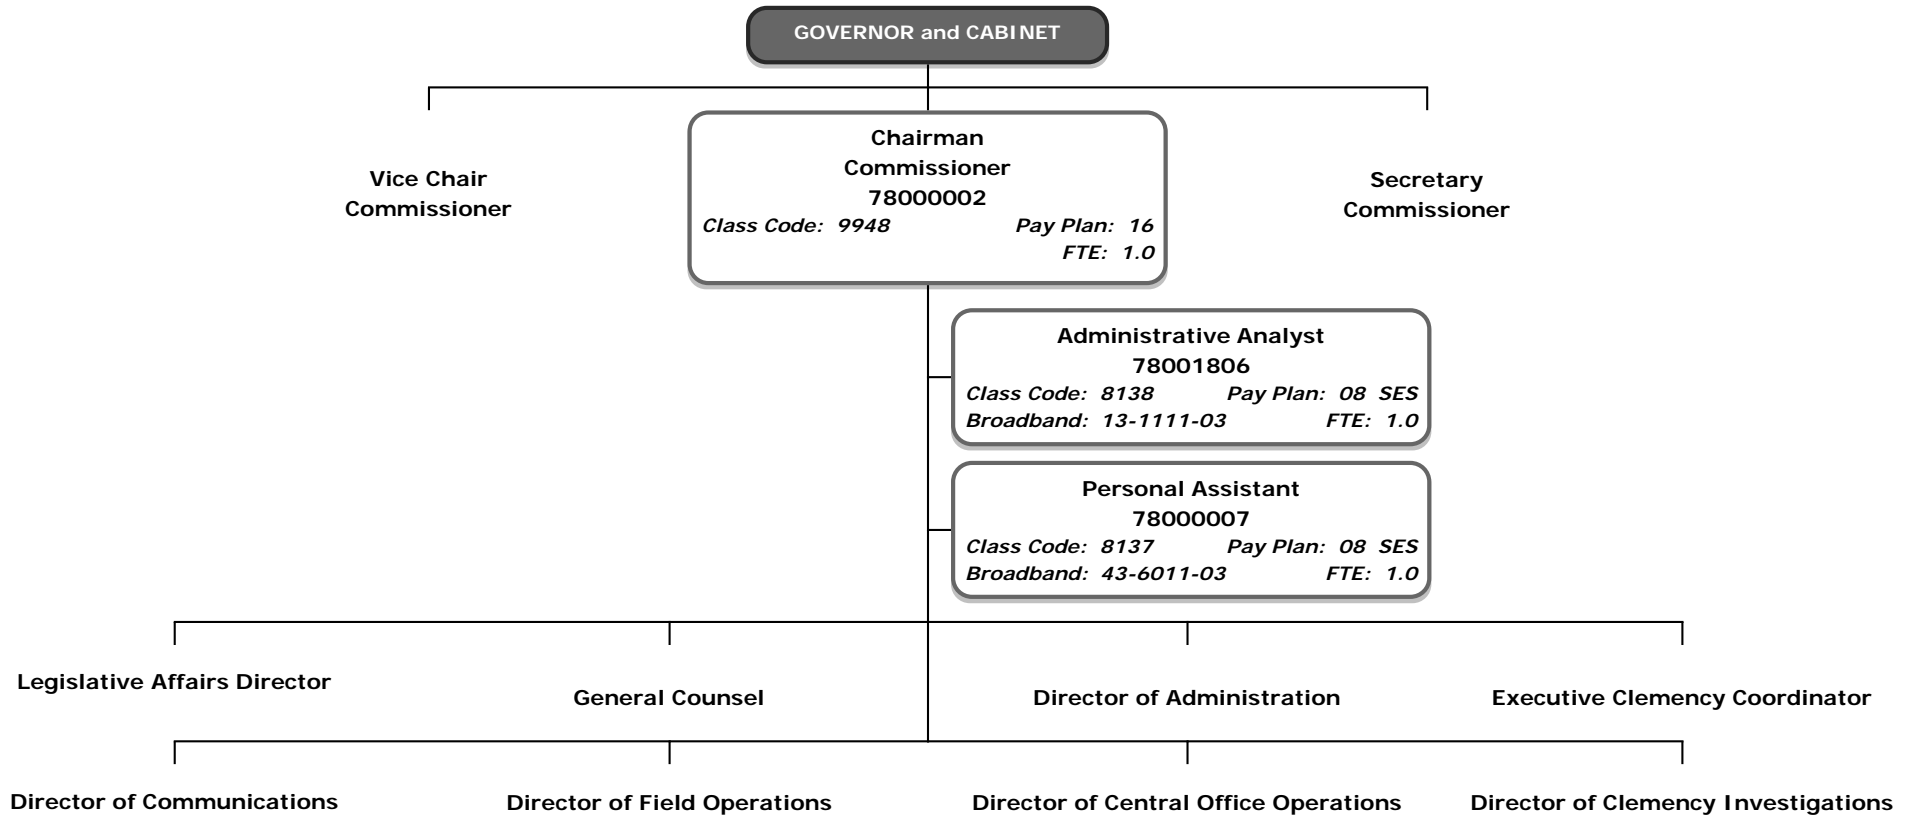 GOVERNOR and CABINET
Chairman
Commissioner
78000002
Class Code: 9948 Pay Plan: 16
FTE: 1.0
Vice Chair
Commissioner
Secretary
Commissioner
Administrative Analyst
78001806
Class Code: 8138 Pay Plan: 08 SES
Broadband: 13-1111-03 FTE: 1.0
Personal Assistant
78000007
Class Code: 8137 Pay Plan: 08 SES
Broadband: 43-6011-03 FTE: 1.0
Legislative Affairs Director
General Counsel
Director of Administration
Executive Clemency Coordinator
Director of Communications
Director of Field Operations
Director of Central Office Operations
Director of Clemency Investigations